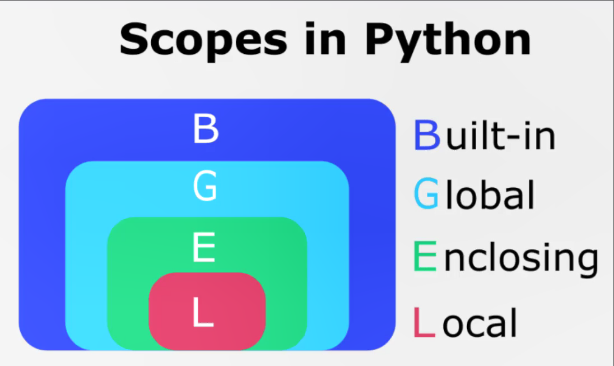 Scopes in Python
B
G
E
L
Built-in
Global
Enclosing
Local